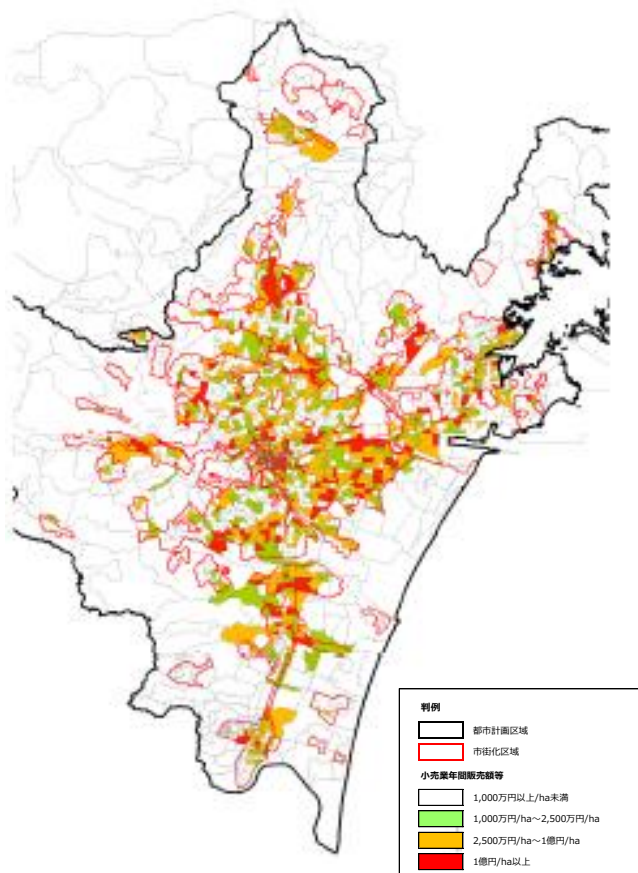 判例
都市計画区域
市街化区域
小売業年間販売額等
1,000万円以上/ha未満
1,000万円/ha～2,500万円/ha
2,500万円/ha～1億円/ha
1億円/ha以上